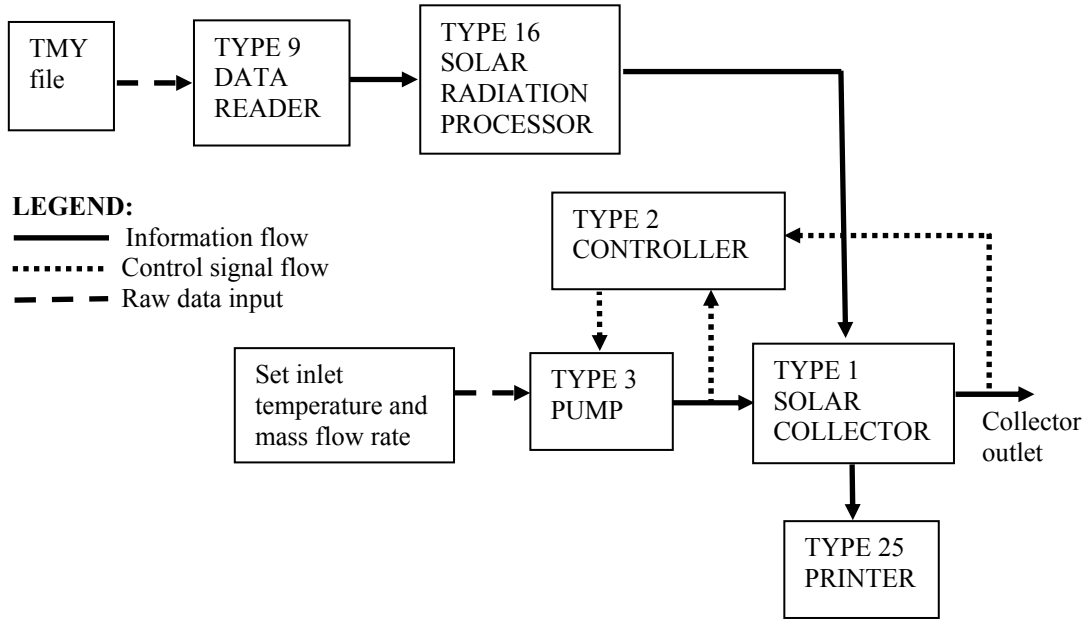 TMY
file
TYPE 9
DATA
READER
TYPE 16
SOLAR
RADIATION
PROCESSOR
LEGEND:
Information flow
Control signal flow
Raw data input
TYPE 2
CONTROLLER
Set inlet
temperature and
mass flow rate
TYPE 3
PUMP
TYPE 1
SOLAR
COLLECTOR
Collector
outlet
TYPE 25
PRINTER